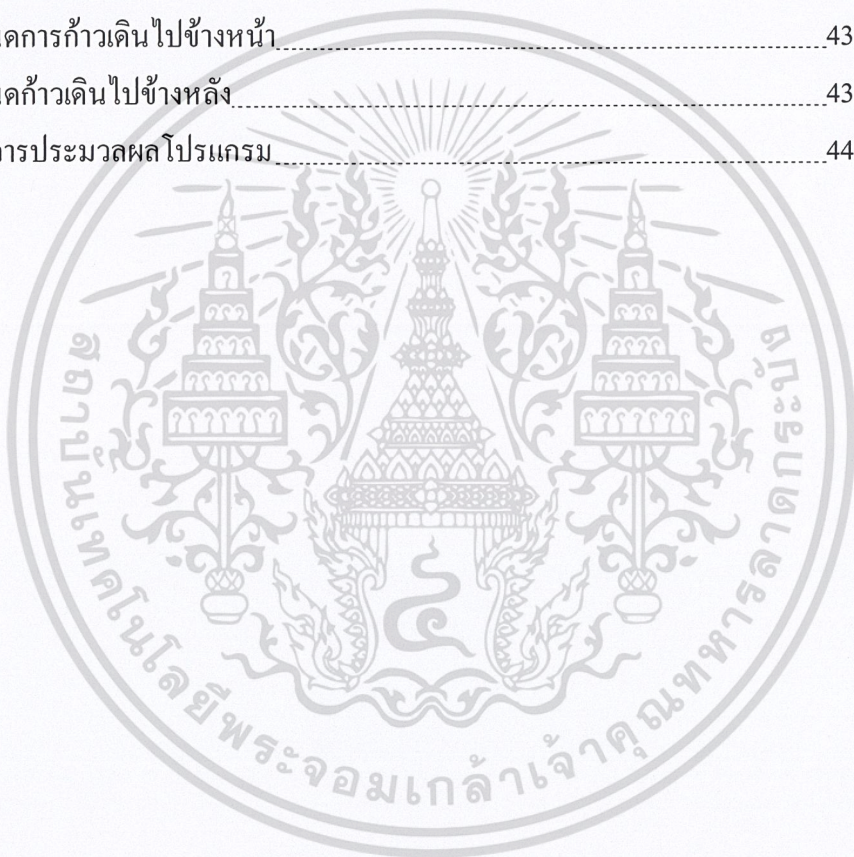 นดการก้าวเดินไปข้างหน้า 43
นดก้าวเดินไปข้างหลัง 43
การประมวลผลโปรแกรม 44
สถาบันเทคโนโลยีพระจอมเกล้าเจ้าคุณทหารลาดกระบัง
๔